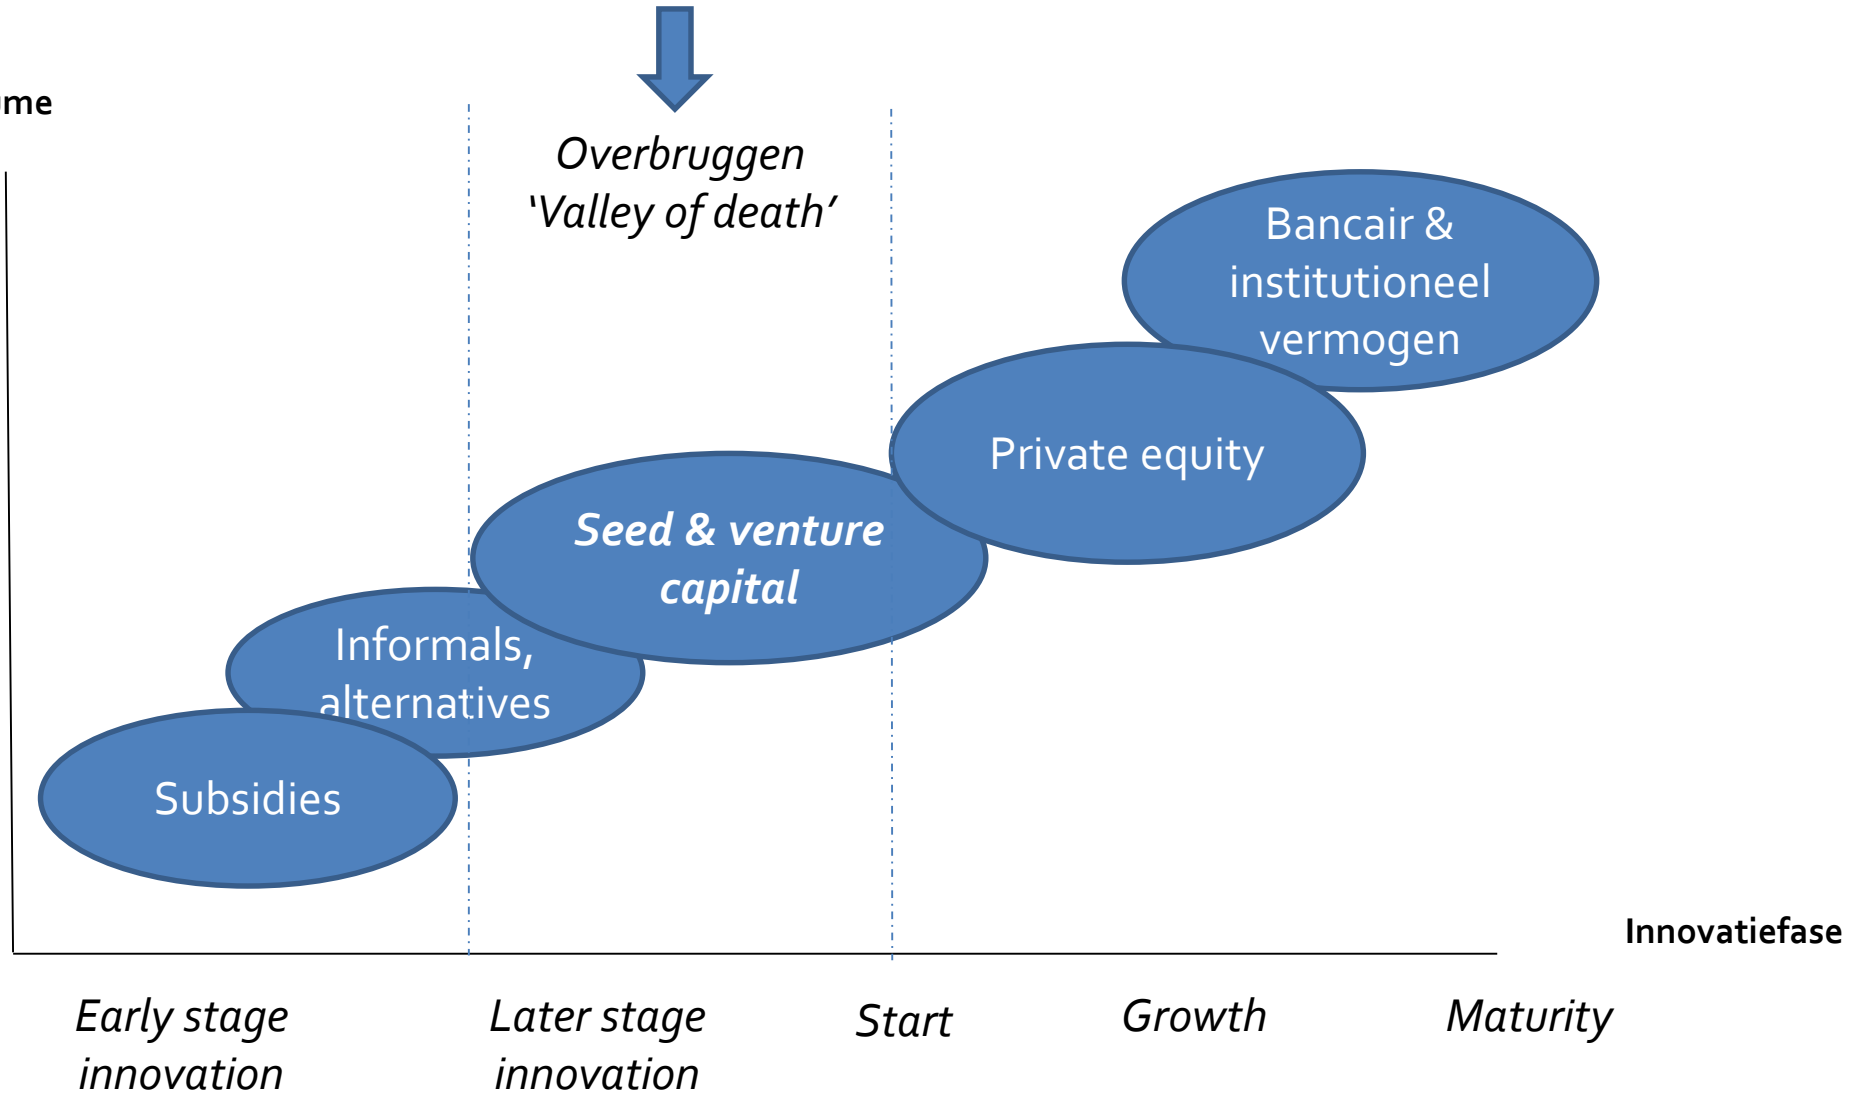 Overbruggen
‘Valley of death’
Bancair &
institutioneel
vermogen
Private equity
Seed & venture
capital
Informals,
alternatives
Subsidies
Innovatiefase
Early stage
innovation
Later stage
innovation
Start
Growth
Maturity